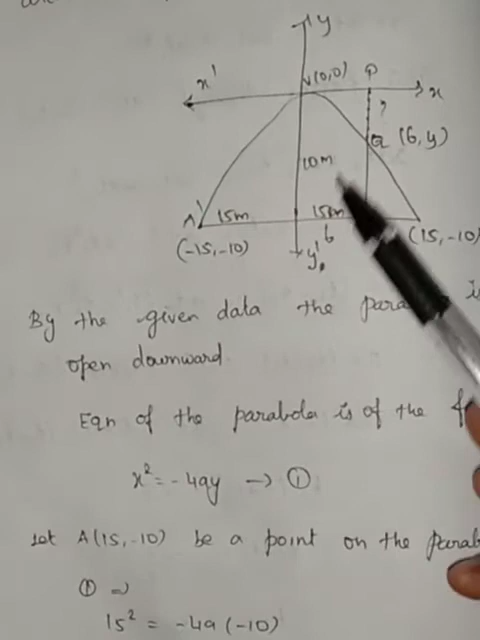 y
x' V(0,0) P x
?
Q (6,y)
10m
A' 15m 15m
6
(-15,-10) (15,-10)
y'
By the given data the
open downward
Eqn of the parabola is of the
x² = -4ay → ①
Let A(15,-10) be a point on the
① ⇒
15² = -4a(-10)